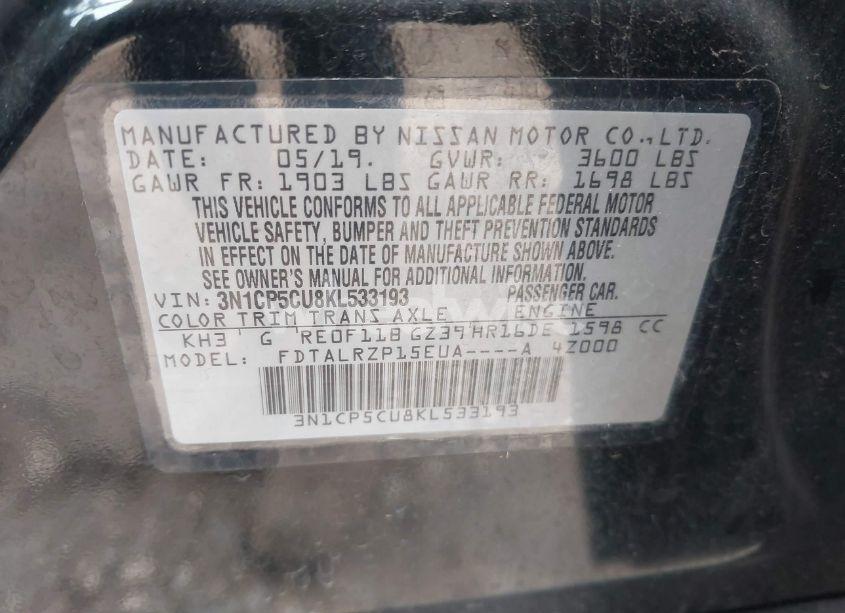 MANUFACTURED BY NISSAN MOTOR CO.,LTD.
DATE: 05/19. GVWR: 3600 LBS
GAWR FR: 1903 LBS GAWR RR: 1698 LBS
THIS VEHICLE CONFORMS TO ALL APPLICABLE FEDERAL MOTOR
VEHICLE SAFETY, BUMPER AND THEFT PREVENTION STANDARDS
IN EFFECT ON THE DATE OF MANUFACTURE SHOWN ABOVE.
SEE OWNER'S MANUAL FOR ADDITIONAL INFORMATION.
VIN: 3N1CP5CU8KL533193 PASSENGER CAR.
COLOR TRIM TRANS AXLE ENGINE
KH3 G RE0F11B GZ39 HR16DE 1598 CC
MODEL: FDTALRZP15EUA----A 4Z000
3N1CP5CU8KL533193